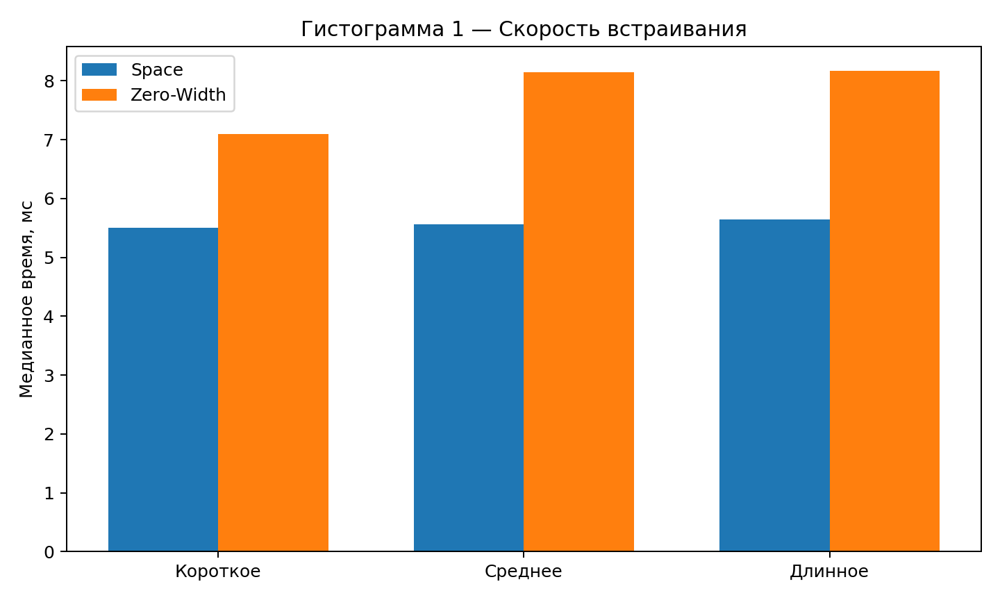 Гистограмма 1 — Скорость встраивания
Space
Zero-Width
Медианное время, мс
8
7
6
5
4
3
2
1
0
Короткое
Среднее
Длинное